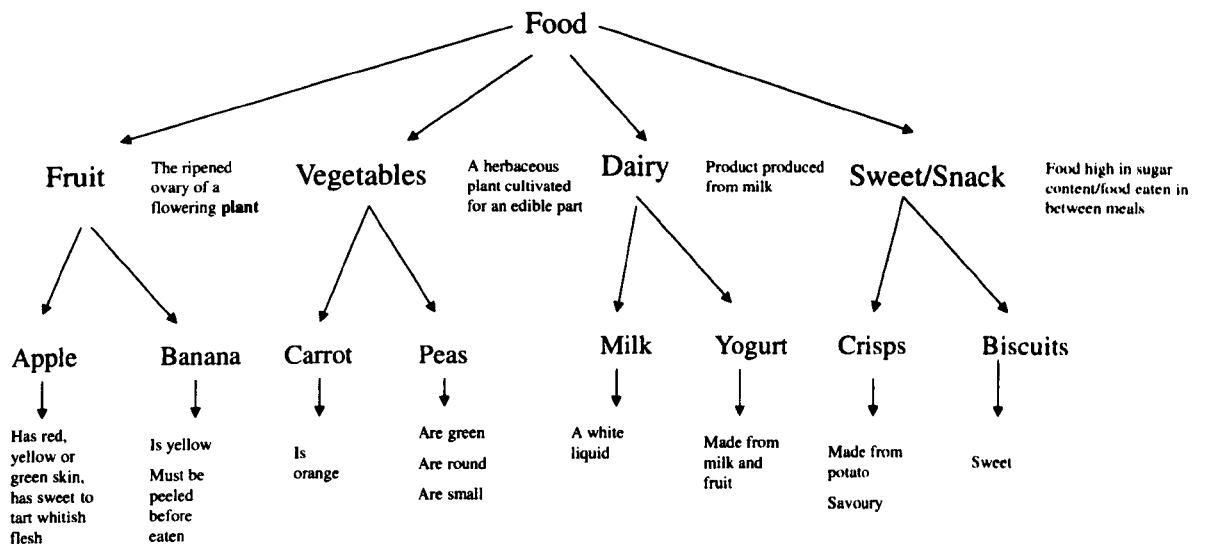 Food
Fruit
The ripened
ovary of a
flowering plant
Vegetables
A herbaceous
plant cultivated
for an edible part
Dairy
Product produced
from milk
Sweet/Snack
Food high in sugar
content/food eaten in
between meals
Apple
Banana
Carrot
Peas
Milk
Yogurt
Crisps
Biscuits
Has red,
yellow or
green skin,
has sweet to
tart whitish
flesh
Is yellow
Must be
peeled
before
eaten
Is
orange
Are green
Are round
Are small
A white
liquid
Made from
milk and
fruit
Made from
potato
Savoury
Sweet